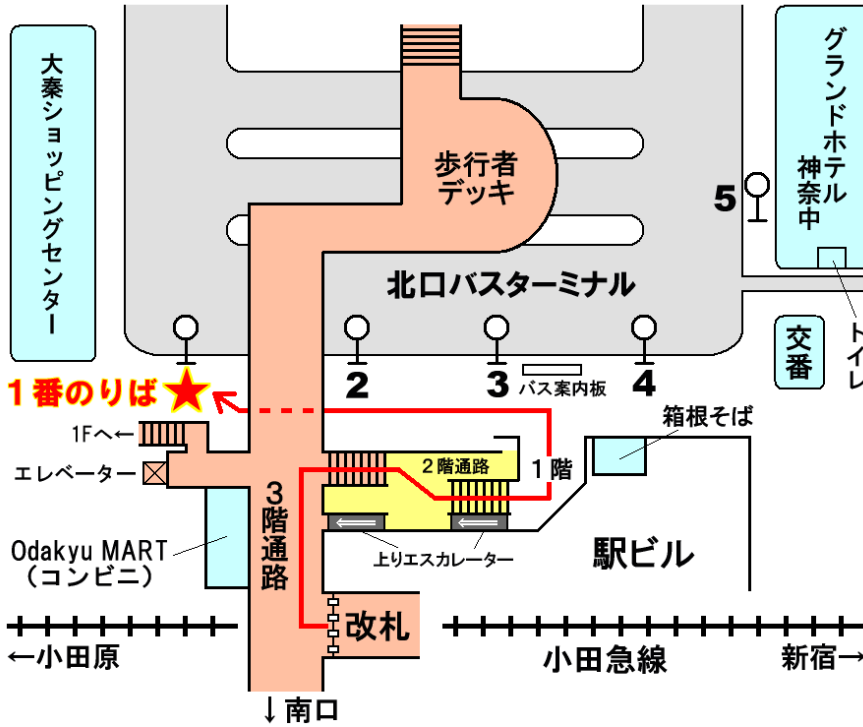 大秦ショッピングセンター
グランドホテル
神奈中
歩行者
デッキ
5
北口バスターミナル
トイレ
交番
1番のりば
2
3
バス案内板
4
箱根そば
1Fへ←
2階通路
1階
エレベーター
3階通路
上りエスカレーター
駅ビル
Odakyu MART
(コンビニ)
改札
←小田原
小田急線
新宿→
↓南口